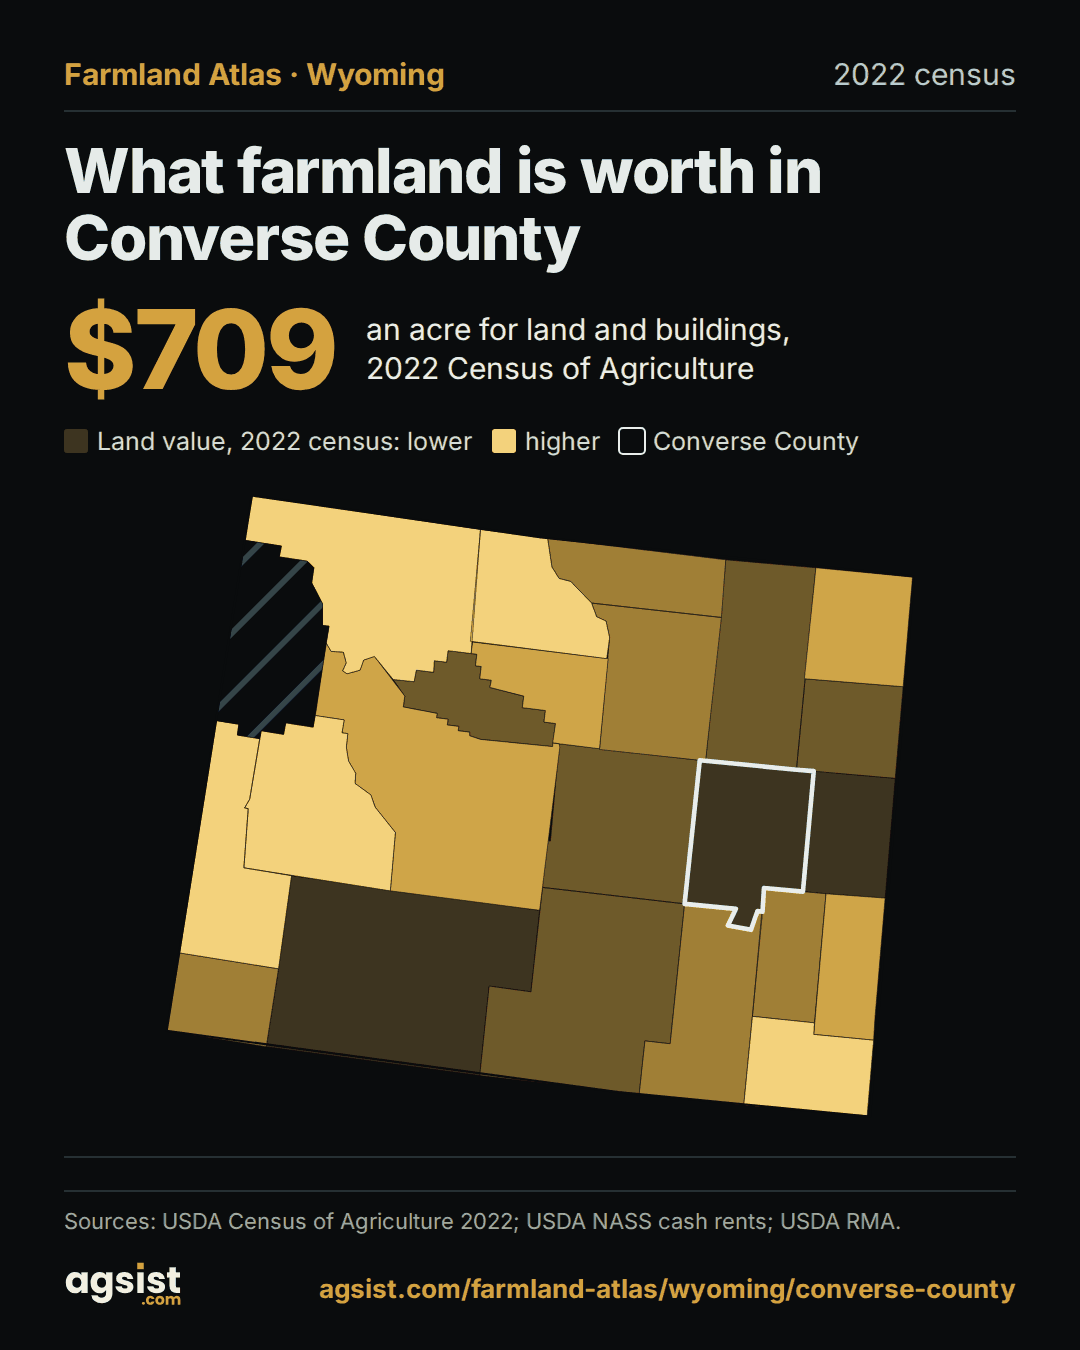 Farmland Atlas · Wyoming
2022 census
What farmland is worth in
Converse County
$709
an acre for land and buildings,
2022 Census of Agriculture
Land value, 2022 census: lower
higher
Converse County
Sources: USDA Census of Agriculture 2022; USDA NASS cash rents; USDA RMA.
agsist
.com
agsist.com/farmland-atlas/wyoming/converse-county